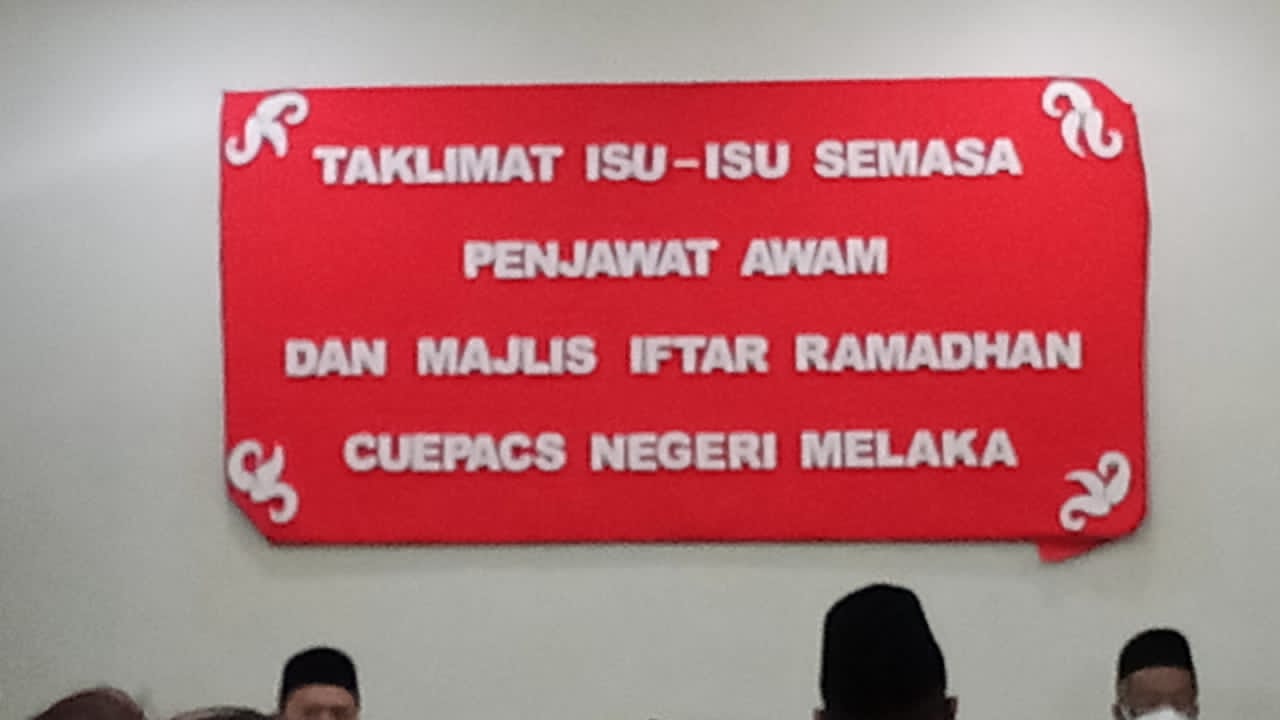 TAKLIMAT ISU-ISU SEMASA
PENJAWAT AWAM
DAN MAJLIS IFTAR RAMADHAN
CUEPACS NEGERI MELAKA